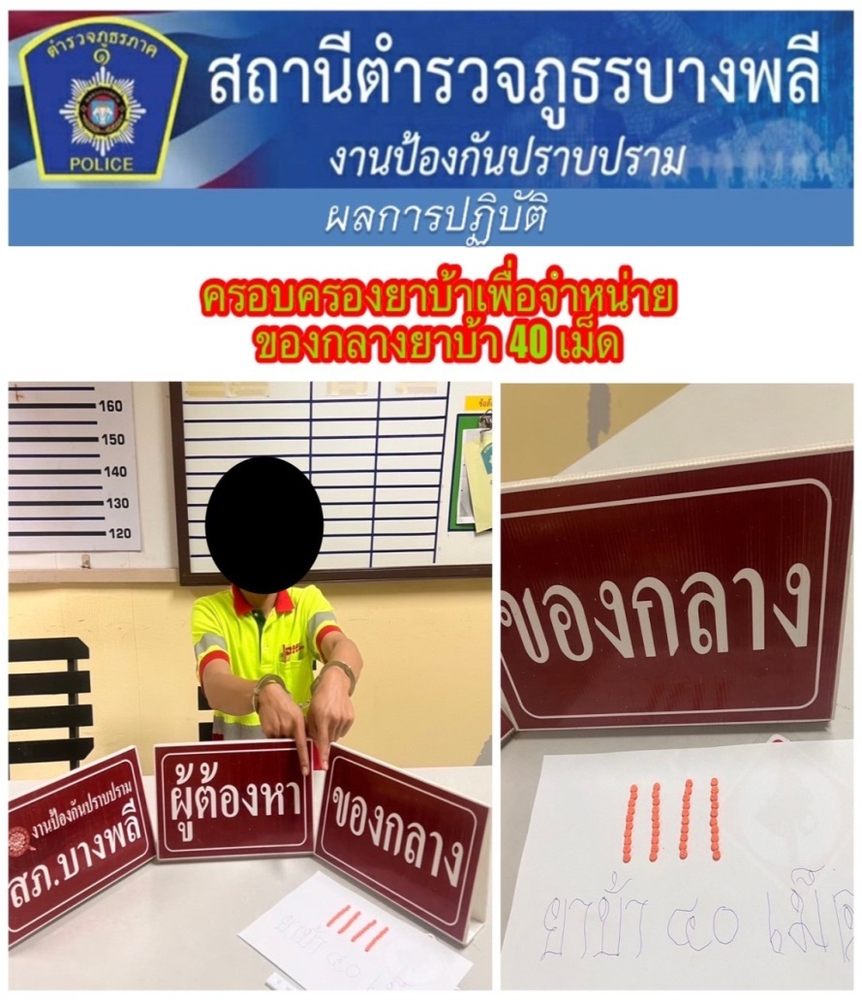 ตำรวจภูธรภาค
๑
POLICE
สถานีตำรวจภูธรบางพลี
งานป้องกันปราบปราม
ผลการปฏิบัติ
ครอบครองยาบ้าเพื่อจำหน่าย
ของกลางยาบ้า 40 เม็ด
160
150
140
130
120
งานป้องกันปราบปราม
สภ.บางพลี
ผู้ต้องหา
ของกลาง
ยาบ้า ๔๐
ของกลาง
ยาบ้า ๔๐ เม็ด